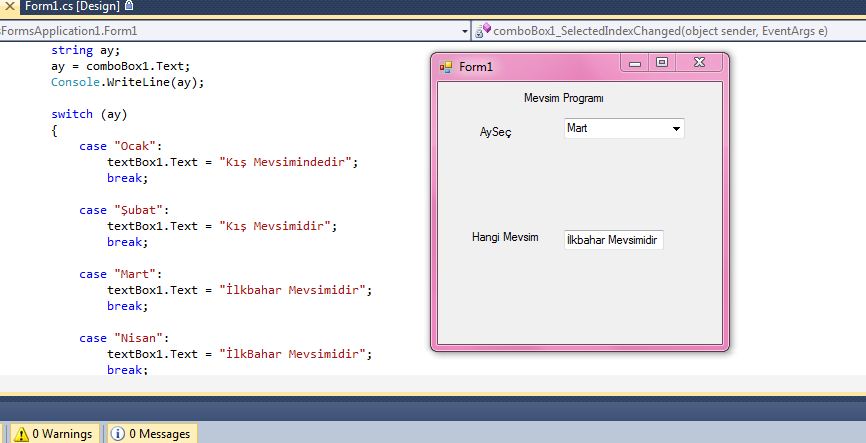 Form1.cs [Design]
sFormsApplication1.Form1
comboBox1_SelectedIndexChanged(object sender, EventArgs e)
string ay;
ay = comboBox1.Text;
Console.WriteLine(ay);
switch (ay)
{
case "Ocak":
textBox1.Text = "Kış Mevsimindedir";
break;
case "Şubat":
textBox1.Text = "Kış Mevsimidir";
break;
case "Mart":
textBox1.Text = "İlkbahar Mevsimidir";
break;
case "Nisan":
textBox1.Text = "İlkBahar Mevsimidir";
break;
Form1
Mevsim Programı
AySeç
Mart
Hangi Mevsim
İlkbahar Mevsimidir
0 Warnings
0 Messages